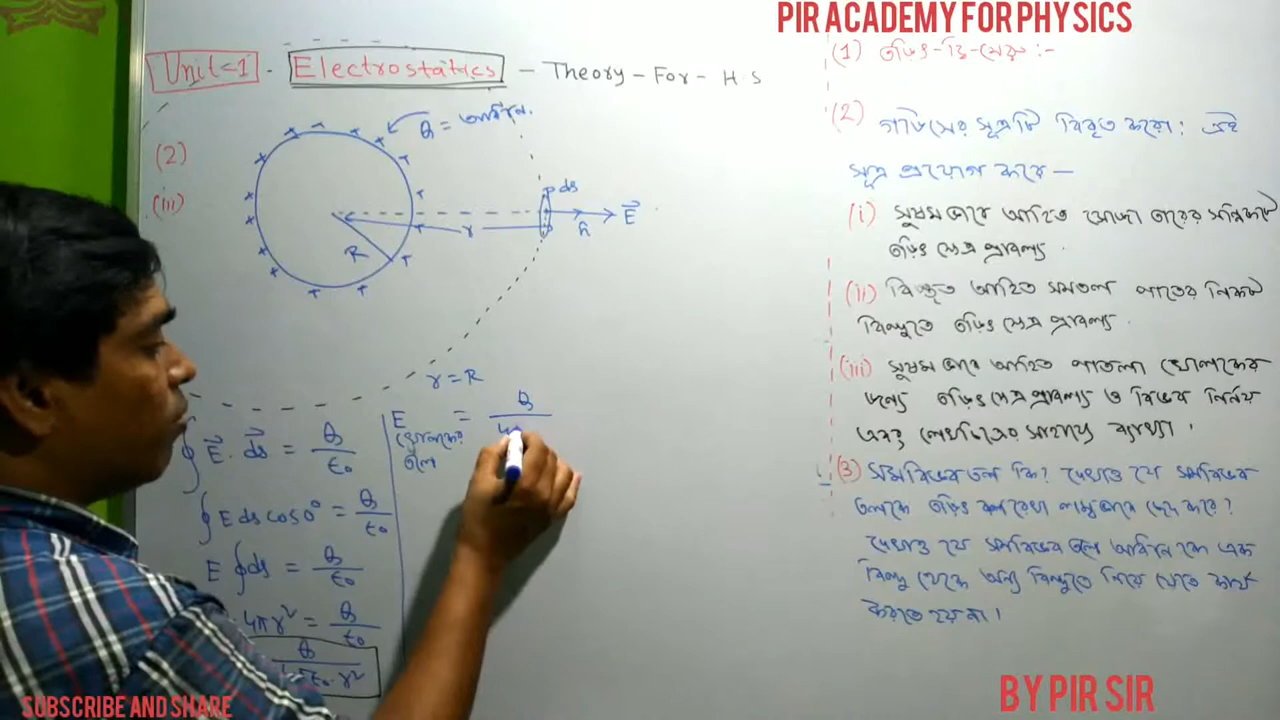 PIR ACADEMY FOR PHYSICS
Unit-1 . Electrostatics – Theory – For – H.S
(2)
(iii)
Q = আধান.
ds
n̂
E⃗
r
R
r = R
∮ E⃗ . ds⃗ = Q/ε₀
∮ E ds cos0° = Q/ε₀
E ∮ds = Q/ε₀
4πr² = Q/ε₀
Q
ε₀.r²
E = Q
গোলকের
তলে
(1) তড়িৎ-দ্বি-মেরু :-
(2) গাউসের সূত্রটি বিবৃত করো : এই
সূত্র প্রয়োগ করে —
(i) সুষমভাবে আহিত সোজা তারের সন্নিকটে
তড়িৎ ক্ষেত্র প্রাবল্য .
(ii) বিস্তৃত আহিত সমতল পাতের নিকট
বিন্দুতে তড়িৎ ক্ষেত্র প্রাবল্য .
(iii) সুষম ভাবে আহিত পাতলা গোলকের
জন্যে তড়িৎ ক্ষেত্র প্রাবল্য ও বিভব নির্ণয়
এবং লেখচিত্রের সাহায্যে ব্যাখ্যা ।
(3) সমবিভব তল কি? দেখাও যে সমবিভব
তলকে তড়িৎ বলরেখা লম্বভাবে ছেদ করে?
দেখাও যে সমবিভব তলে আধানকে এক
বিন্দু থেকে অন্য বিন্দুতে নিয়ে যেতে কার্য
করতে হয় না ।
SUBSCRIBE AND SHARE
BY PIR SIR